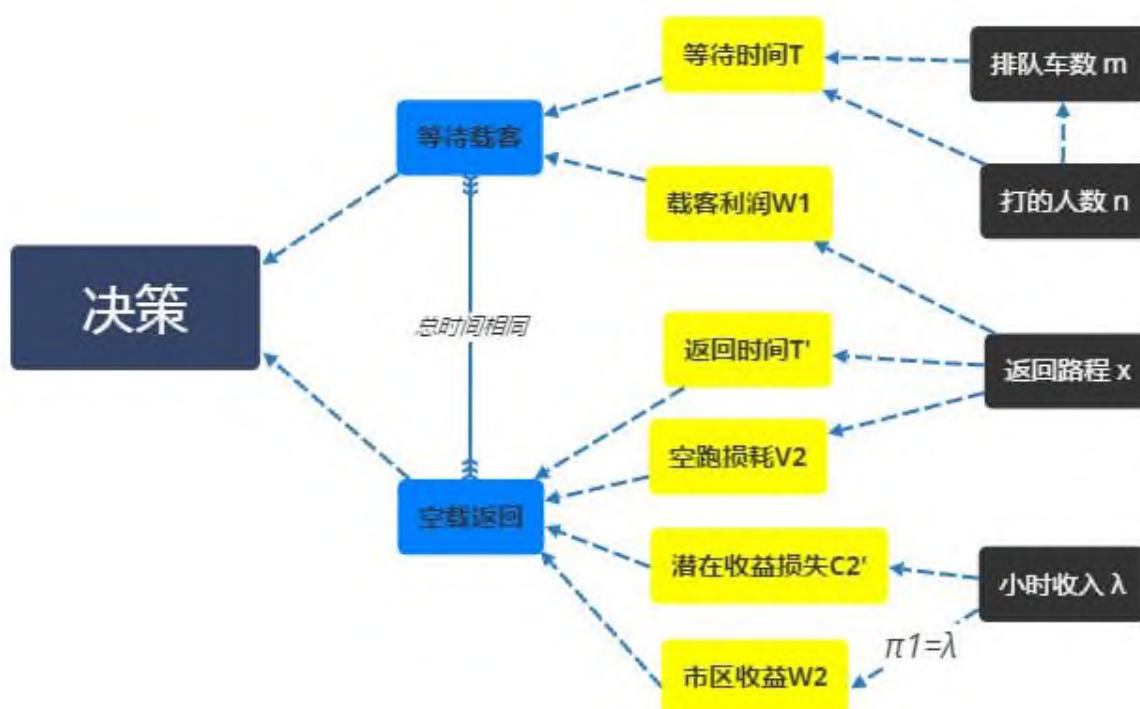 等待时间T
排队车数 m
等待载客
载客利润W1
打的人数 n
决策
总时间相同
返回时间T'
返回路程 x
空跑损耗V2
空载返回
潜在收益损失C2'
小时收入 λ
π1=λ
市区收益W2